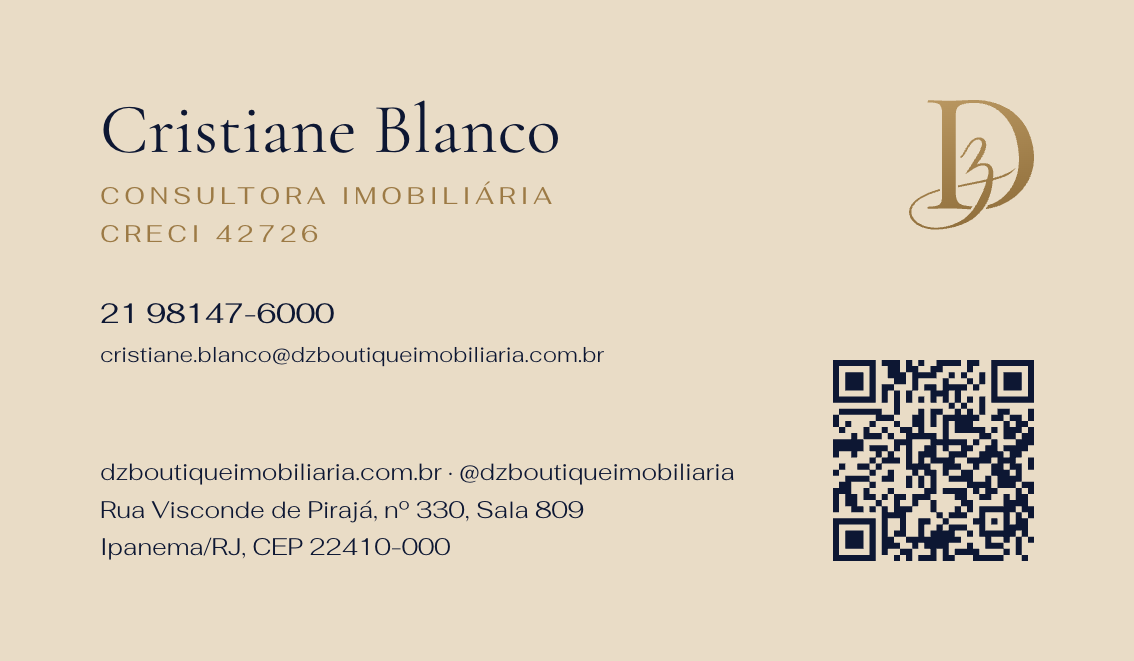 Cristiane Blanco
CONSULTORA IMOBILIÁRIA
CRECI 42726
Dz
21 98147-6000
cristiane.blanco@dzboutiqueimobiliaria.com.br
dzboutiqueimobiliaria.com.br · @dzboutiqueimobiliaria
Rua Visconde de Pirajá, nº 330, Sala 809
Ipanema/RJ, CEP 22410-000